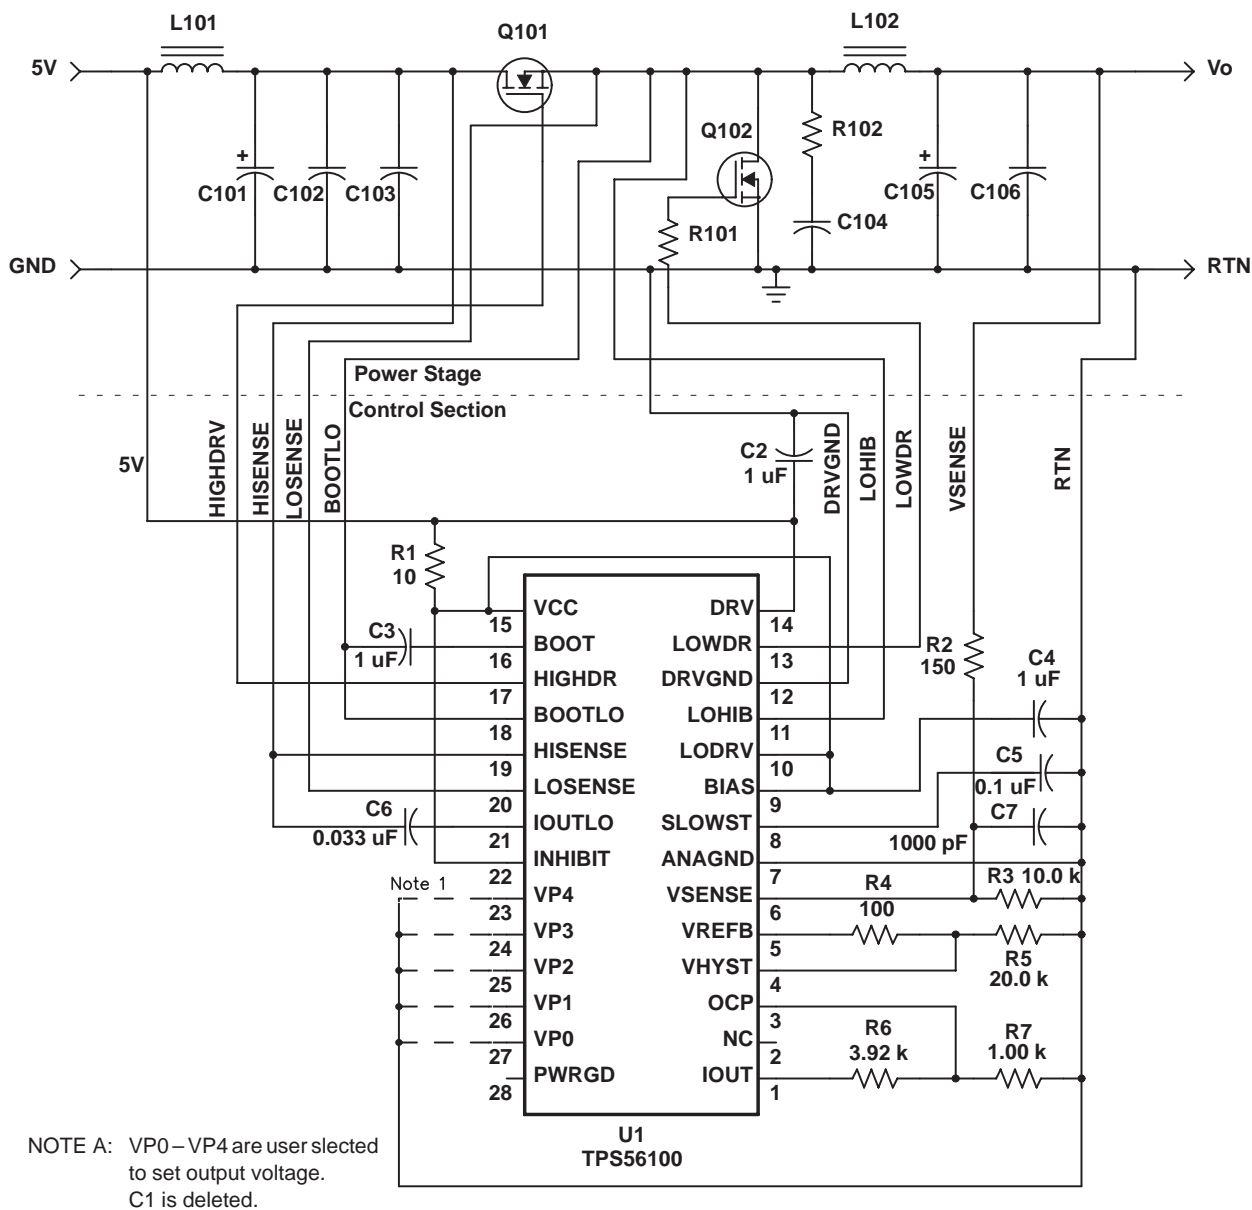 L101
Q101
L102
5V
Vo
Q102
R102
+
C101
C102
C103
+
C105
C106
R101
C104
GND
RTN
Power Stage
Control Section
5V
HIGHDRV
HISENSE
LOSENSE
BOOTLO
C2
1 uF
DRVGND
LOHIB
LOWDR
VSENSE
RTN
R1
10
VCC
DRV
15
14
C3
1 uF
BOOT
LOWDR
16
13
R2
150
C4
1 uF
HIGHDR
DRVGND
17
12
BOOTLO
LOHIB
18
11
HISENSE
LODRV
19
10
C5
0.1 uF
LOSENSE
BIAS
20
9
C6
0.033 uF
IOUTLO
SLOWST
21
8
C7
1000 pF
INHIBIT
ANAGND
22
7
Note 1
R4
100
R3 10.0 k
VP4
VSENSE
23
6
VP3
VREFB
24
5
R5
20.0 k
VP2
VHYST
25
4
VP1
OCP
26
3
VP0
NC
27
2
R6
3.92 k
R7
1.00 k
PWRGD
IOUT
28
1
U1
TPS56100
NOTE A: VP0–VP4 are user slected
to set output voltage.
C1 is deleted.